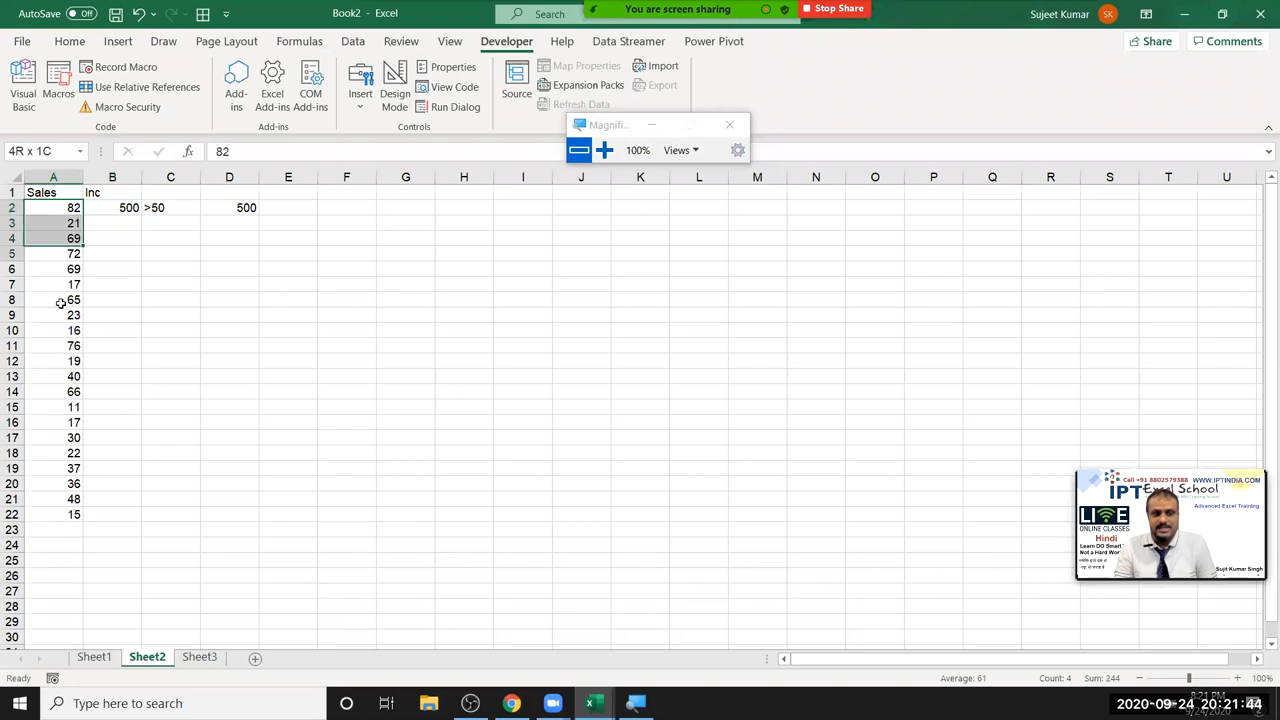 AutoSave Off Book2 - Excel Search You are screen sharing Stop Share Sujeet Kumar SK
File Home Insert Draw Page Layout Formulas Data Review View Developer Help Data Streamer Power Pivot Share Comments
Visual Basic
Macros
Record Macro
Use Relative References
Macro Security
Code
Add-ins
Excel Add-ins
COM Add-ins
Add-ins
Insert
Design Mode
Properties
View Code
Run Dialog
Controls
Source
Map Properties
Expansion Packs
Refresh Data
Import
Export
Magnifi...
100% Views
4R x 1C fx 82
A B C D E F G H I J K L M N O P Q R S T U
1 Sales Inc
2 82 500 >50 500
3 21
4 69
5 72
6 69
7 17
8 65
9 23
10 16
11 76
12 19
13 40
14 66
15 11
16 17
17 30
18 22
19 37
20 36
21 48
22 15
23
24
25
26
27
28
29
30
Call +91 8802579388 WWW.IPTINDIA.COM
IPT Excel School
Advanced Excel Training
LIVE
ONLINE CLASSES
Hindi
Learn DO Smart
Not a Hard Wor
Sujit Kumar Singh
Sheet1 Sheet2 Sheet3
Ready Average: 61 Count: 4 Sum: 244 100%
Type here to search
8:21 PM
9/24/2020
2020-09-24 20:21:44